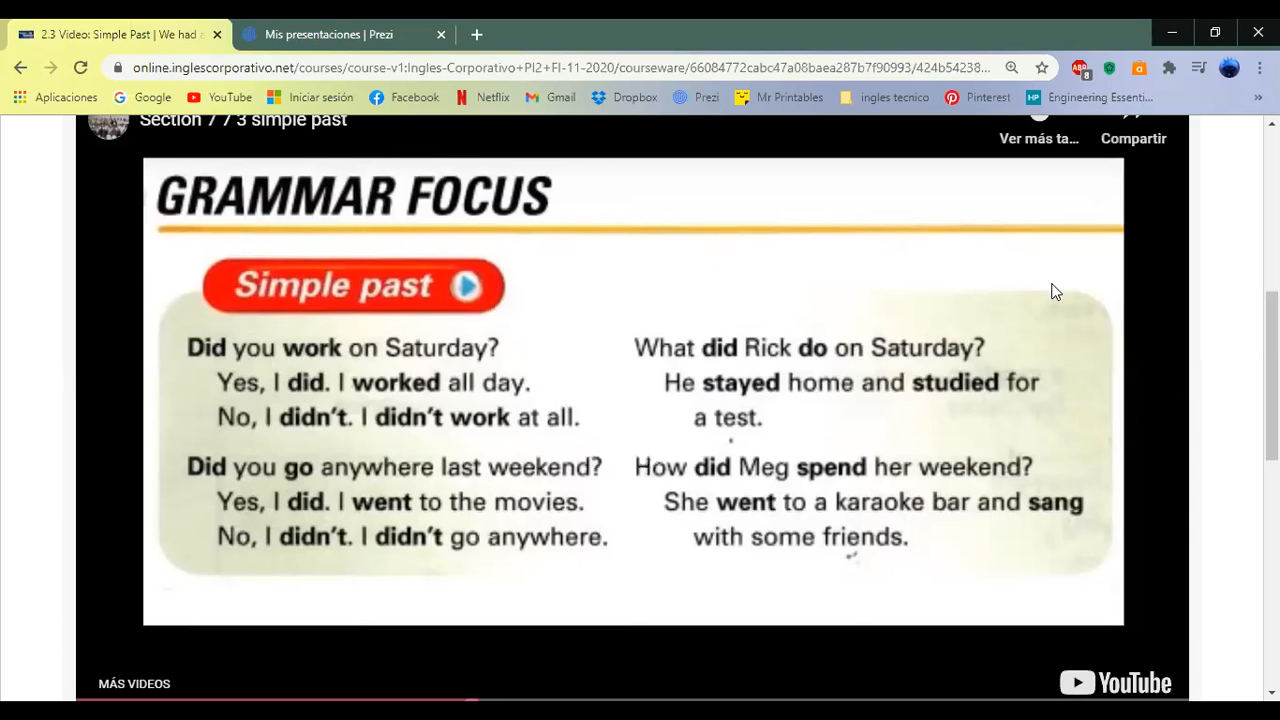 2.3 Video: Simple Past | We had a
Mis presentaciones | Prezi
online.inglescorporativo.net/courses/course-v1:Ingles-Corporativo+PI2+FI-11-2020/courseware/66084772cabc47a08baea287b7f90993/424b54238...
8
Aplicaciones Google YouTube Iniciar sesión Facebook Netflix Gmail Dropbox Prezi Mr Printables ingles tecnico Pinterest HP Engineering Essenti... »
Section 7 / 3 simple past
Ver más ta... Compartir
GRAMMAR FOCUS
Simple past
Did you work on Saturday?
Yes, I did. I worked all day.
No, I didn't. I didn't work at all.
Did you go anywhere last weekend?
Yes, I did. I went to the movies.
No, I didn't. I didn't go anywhere.
What did Rick do on Saturday?
He stayed home and studied for
a test.
How did Meg spend her weekend?
She went to a karaoke bar and sang
with some friends.
MÁS VIDEOS
YouTube